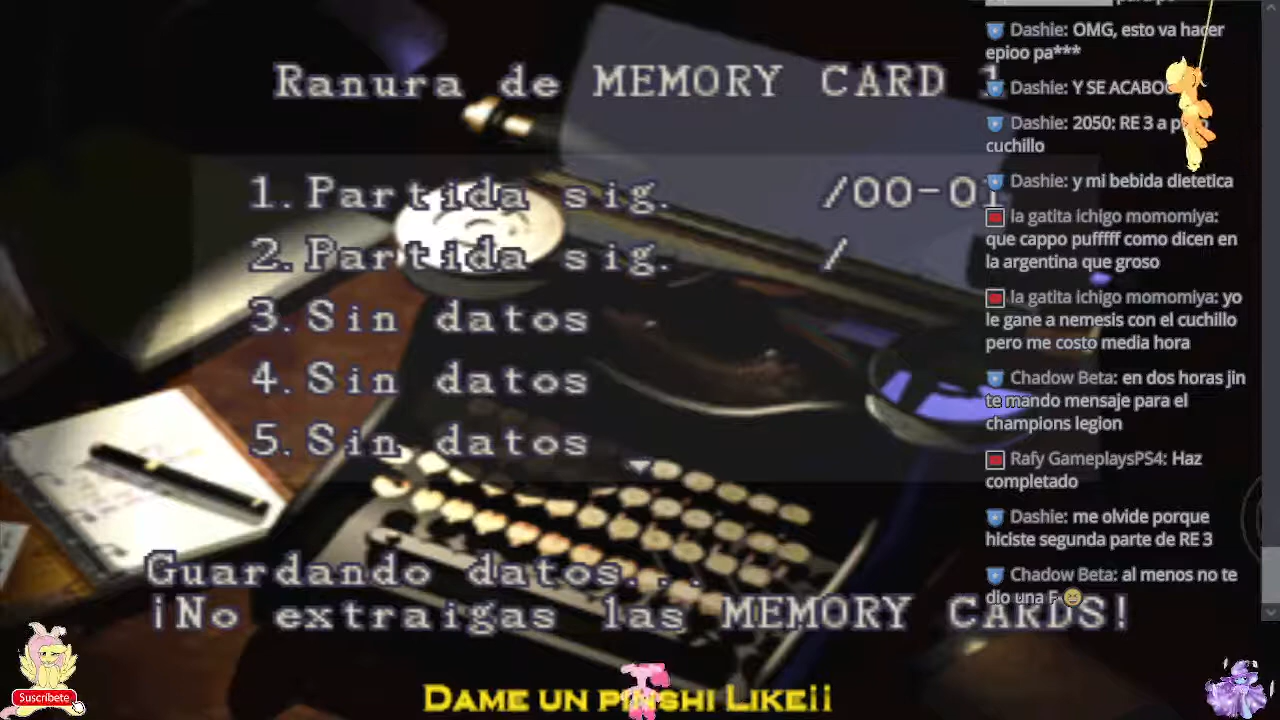 Ranura de MEMORY CARD 1
1.Partida sig. /00-01
2.Partida sig. /
3.Sin datos
4.Sin datos
5.Sin datos
Guardando datos...
¡No extraigas las MEMORY CARDS!
Dashie: OMG, esto va hacer
epioo pa***
Dashie: Y SE ACABO
Dashie: 2050: RE 3 a
cuchillo
Dashie: y mi bebida dietetica
la gatita ichigo momomiya:
que cappo pufffff como dicen en
la argentina que groso
la gatita ichigo momomiya: yo
le gane a nemesis con el cuchillo
pero me costo media hora
Chadow Beta: en dos horas jin
te mando mensaje para el
champions legion
Rafy GameplaysPS4: Haz
completado
Dashie: me olvide porque
hiciste segunda parte de RE 3
Chadow Beta: al menos no te
dio una F
Suscríbete
DAME UN PINSHI LIKE¡¡